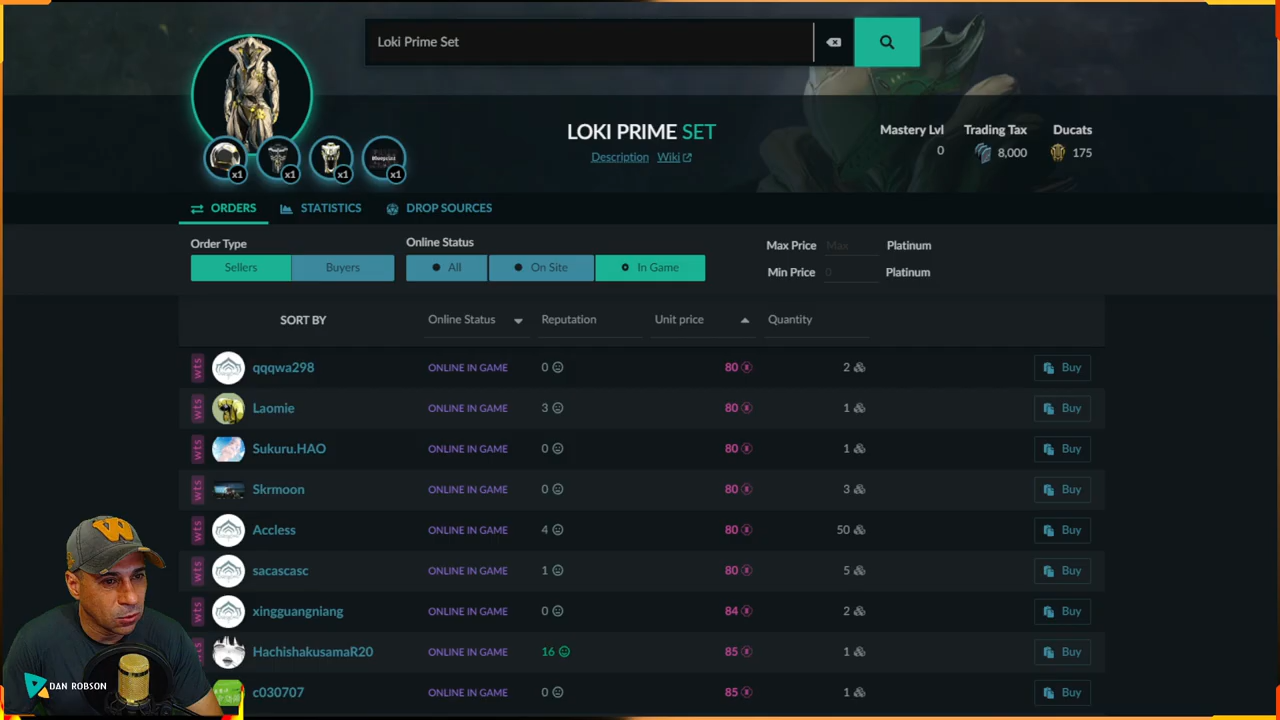 Loki Prime Set
LOKI PRIME SET
Description Wiki
Mastery Lvl Trading Tax Ducats
0 8,000 175
x1 x1 x1 x1
ORDERS STATISTICS DROP SOURCES
Order Type Online Status Max Price Max Platinum
Sellers Buyers All On Site In Game Min Price 0 Platinum
SORT BY Online Status Reputation Unit price Quantity
wts qqqwa298 ONLINE IN GAME 0 80 2 Buy
wts Laomie ONLINE IN GAME 3 80 1 Buy
wts Sukuru.HAO ONLINE IN GAME 0 80 1 Buy
wts Skrmoon ONLINE IN GAME 0 80 3 Buy
wts Accless ONLINE IN GAME 4 80 50 Buy
wts sacascasc ONLINE IN GAME 1 80 5 Buy
wts xingguangniang ONLINE IN GAME 0 84 2 Buy
wts HachishakusamaR20 ONLINE IN GAME 16 85 1 Buy
c030707 ONLINE IN GAME 0 85 1 Buy
W
DAN ROBSON